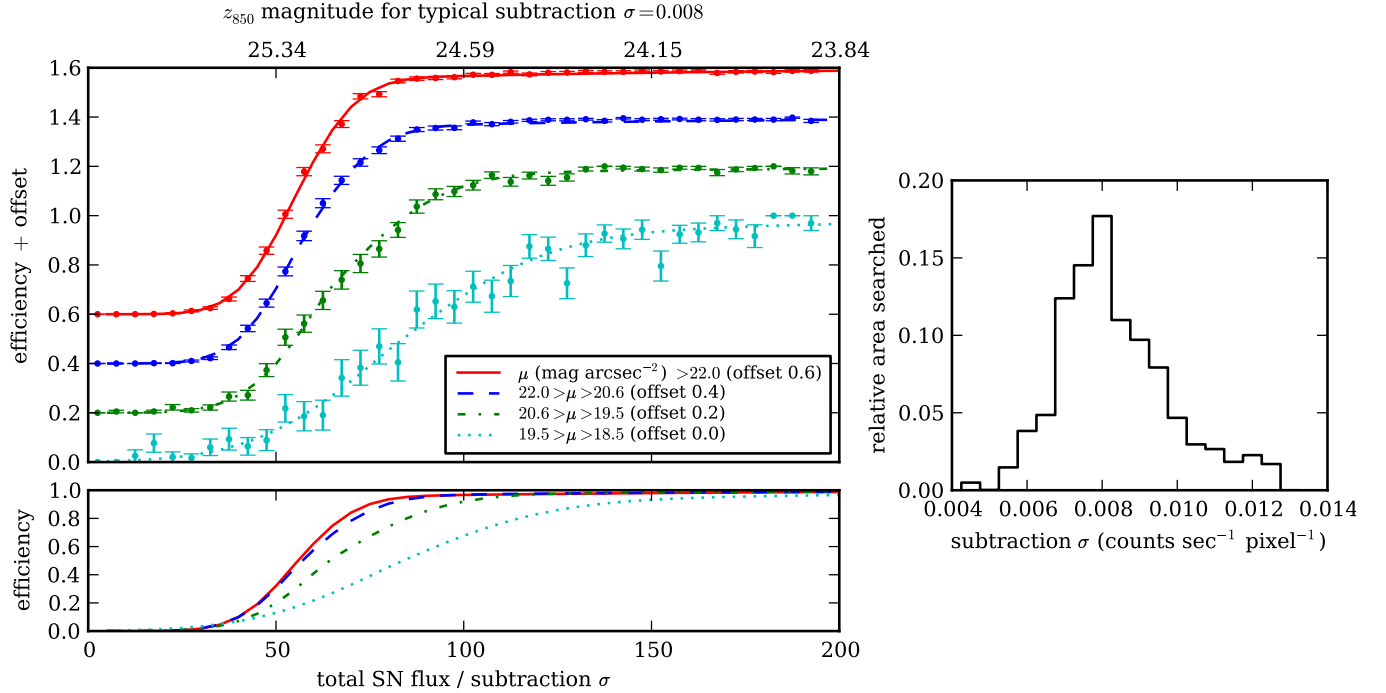 z850 magnitude for typical subtraction σ=0.008
25.34 24.59 24.15 23.84
1.6
1.4
1.2
1.0
0.8
0.6
0.4
0.2
0.0
efficiency + offset
μ (mag arcsec⁻²) >22.0 (offset 0.6)
22.0>μ>20.6 (offset 0.4)
20.6>μ>19.5 (offset 0.2)
19.5>μ>18.5 (offset 0.0)
1.0
0.8
0.6
0.4
0.2
0.0
efficiency
0 50 100 150 200
total SN flux / subtraction σ
0.20
0.15
0.10
0.05
0.00
relative area searched
0.004 0.006 0.008 0.010 0.012 0.014
subtraction σ (counts sec⁻¹ pixel⁻¹)